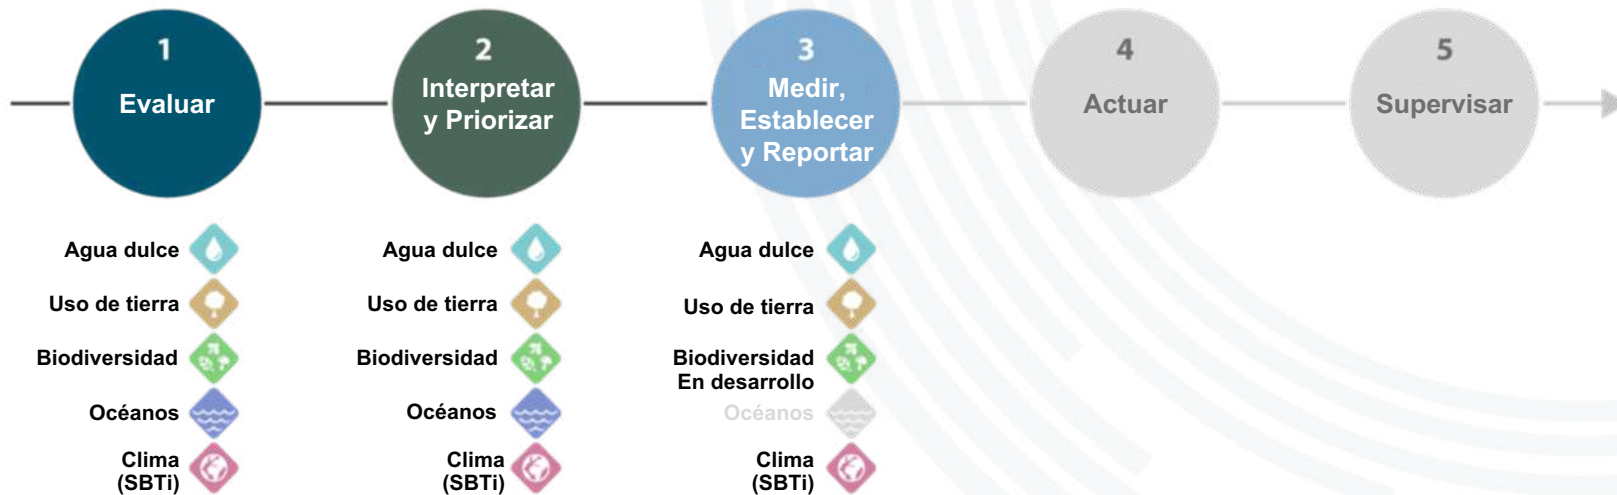 1
Evaluar
2
Interpretar
y Priorizar
3
Medir,
Establecer
y Reportar
4
Actuar
5
Supervisar
Agua dulce
Uso de tierra
Biodiversidad
Océanos
Clima
(SBTi)
Agua dulce
Uso de tierra
Biodiversidad
Océanos
Clima
(SBTi)
Agua dulce
Uso de tierra
Biodiversidad
En desarrollo
Océanos
Clima
(SBTi)